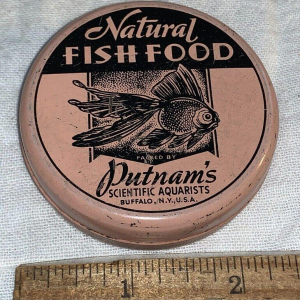 Natural
FISH FOOD
PACKED BY
Putnam's
SCIENTIFIC AQUARISTS
BUFFALO, N.Y., U.S.A.
1 2